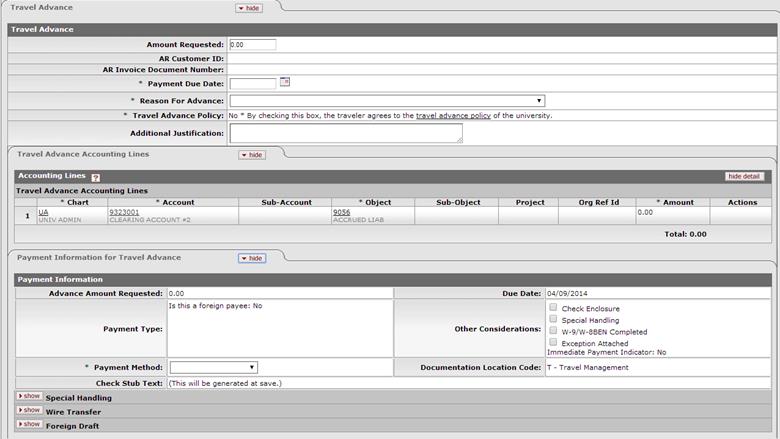 Travel Advance
hide
Travel Advance
Amount Requested: 0.00
AR Customer ID:
AR Invoice Document Number:
* Payment Due Date:
* Reason For Advance:
* Travel Advance Policy: No * By checking this box, the traveler agrees to the travel advance policy of the university.
Additional Justification:
Travel Advance Accounting Lines
hide
Accounting Lines ? hide detail
Travel Advance Accounting Lines
* Chart * Account Sub-Account * Object Sub-Object Project Org Ref Id * Amount Actions
1 UA 9323001 9056 0.00
UNIV ADMIN CLEARING ACCOUNT #2 ACCRUED LIAB
Total: 0.00
Payment Information for Travel Advance
hide
Payment Information
Advance Amount Requested: 0.00 Due Date: 04/09/2014
Payment Type: Is this a foreign payee: No
Other Considerations:
Check Enclosure
Special Handling
W-9/W-8BEN Completed
Exception Attached
Immediate Payment Indicator: No
* Payment Method: Documentation Location Code: T - Travel Management
Check Stub Text: (This will be generated at save.)
show Special Handling
show Wire Transfer
show Foreign Draft